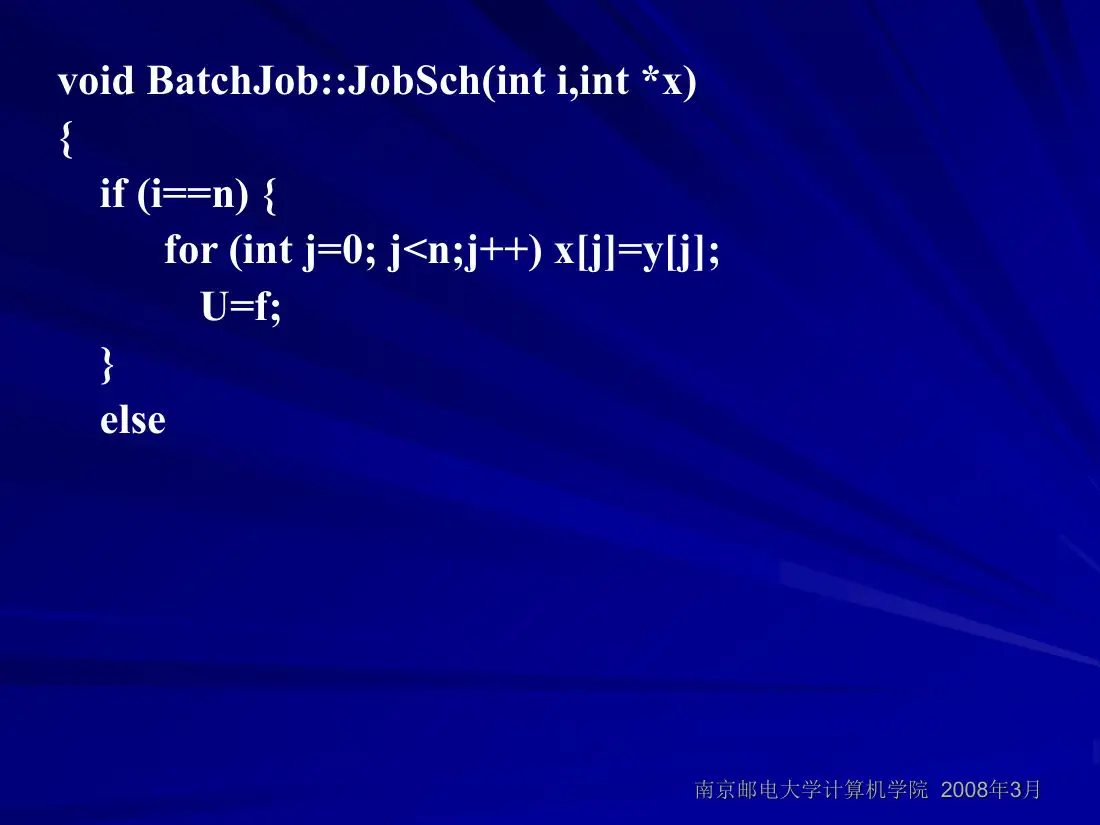 void BatchJob::JobSch(int i,int *x)
{
if (i==n) {
for (int j=0; j<n;j++) x[j]=y[j];
U=f;
}
else
南京邮电大学计算机学院 2008年3月